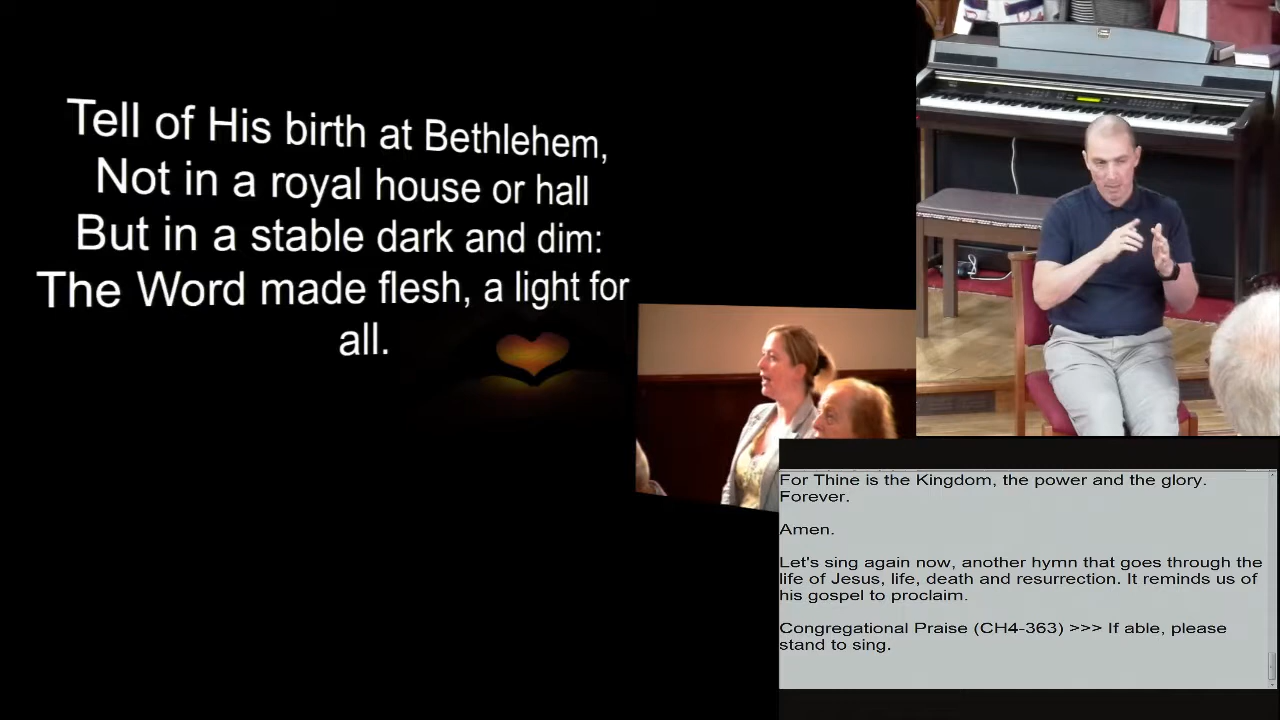 Tell of His birth at Bethlehem,
Not in a royal house or hall
But in a stable dark and dim:
The Word made flesh, a light for
all.
For Thine is the Kingdom, the power and the glory.
Forever.
Amen.
Let's sing again now, another hymn that goes through the
life of Jesus, life, death and resurrection. It reminds us of
his gospel to proclaim.
Congregational Praise (CH4-363) >>> If able, please
stand to sing.